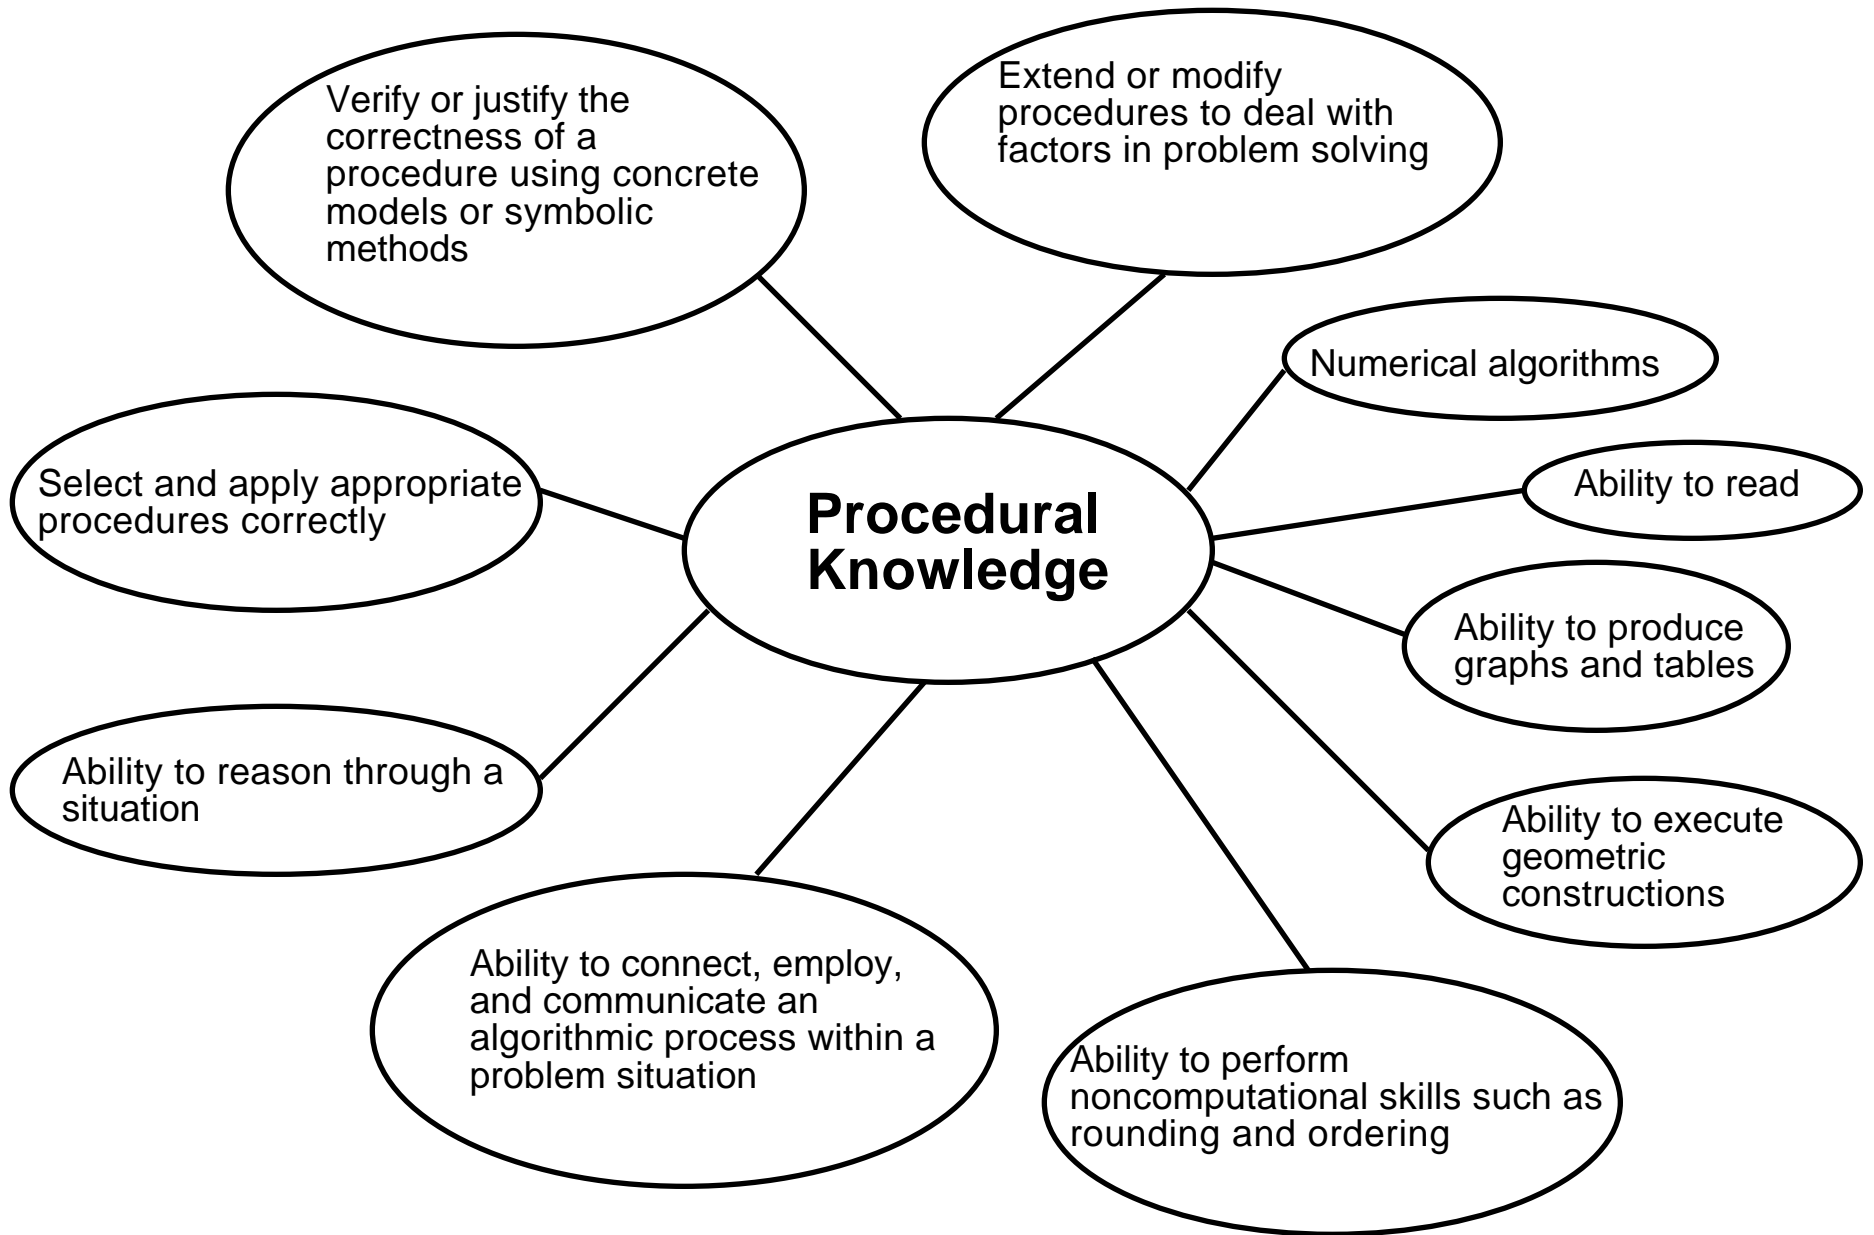 Extend or modify
procedures to deal with
factors in problem solving
Verify or justify the
correctness of a
procedure using concrete
models or symbolic
methods
Numerical algorithms
Select and apply appropriate
procedures correctly
Ability to read
Procedural
Knowledge
Ability to produce
graphs and tables
Ability to reason through a
situation
Ability to execute
geometric
constructions
Ability to connect, employ,
and communicate an
algorithmic process within a
problem situation
Ability to perform
noncomputational skills such as
rounding and ordering